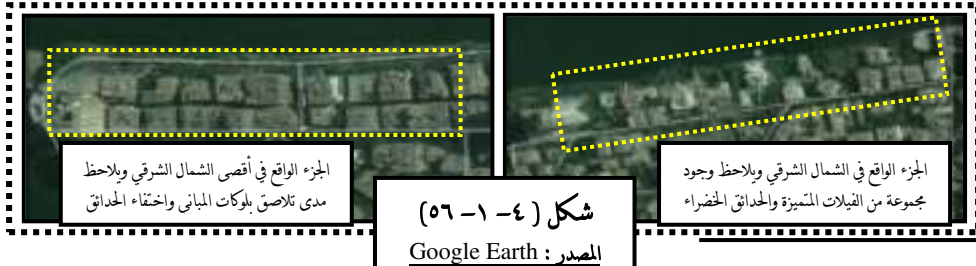 الجزء الواقع في الشمال الشرقي ويلاحظ وجود
مجموعة من الفيلات المتميزة والحدائق الخضراء
الجزء الواقع في أقصى الشمال الشرقي ويلاحظ
مدى تلاصق بلوكات المبانى واختفاء الحدائق
شكل (٤- ١- ٥٦)
المصدر : Google Earth